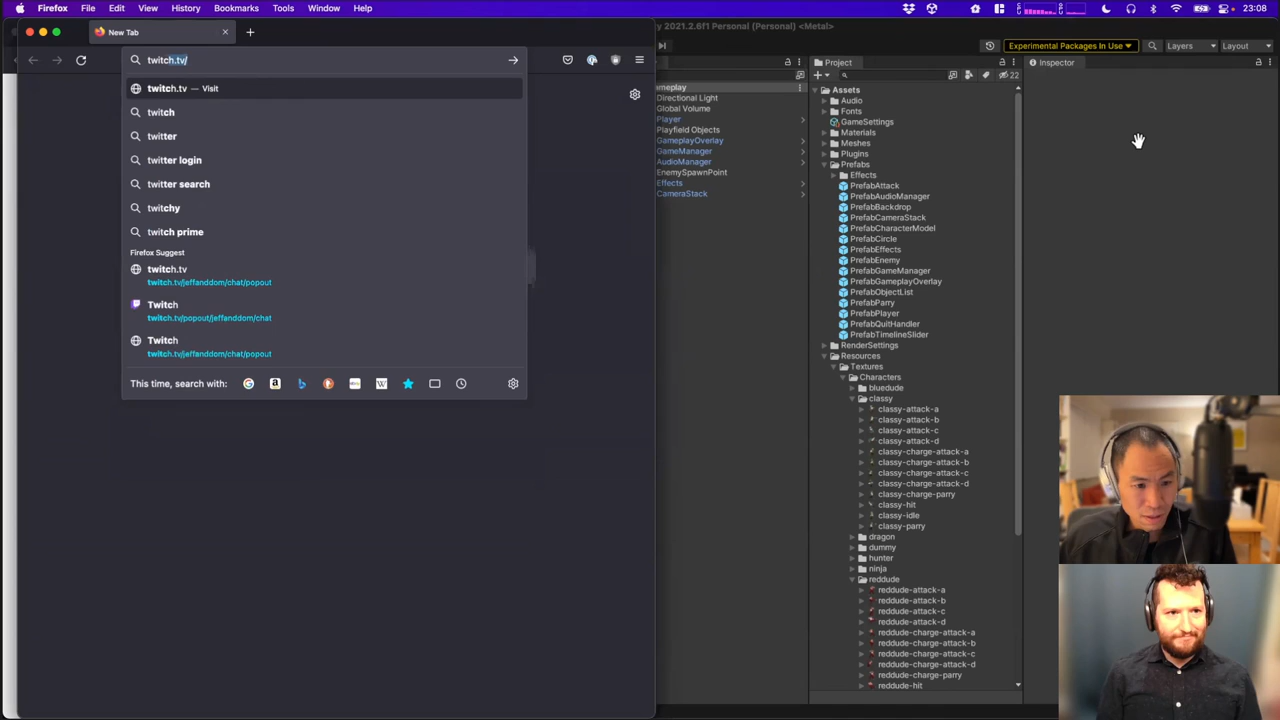 Firefox File Edit View History Bookmarks Tools Window Help 23:08
y 2021.2.6f1 Personal (Personal) <Metal>
New Tab
Experimental Packages In Use Layers Layout
twitch.tv/
twitch.tv — Visit
twitch
twitter
twitter login
twitter search
twitchy
twitch prime
Firefox Suggest
twitch.tv
twitch.tv/jeffanddom/chat/popout
Twitch
twitch.tv/popout/jeffanddom/chat
Twitch
twitch.tv/jeffanddom/chat/popout
This time, search with:
ameplay
Directional Light
Global Volume
Player
Playfield Objects
GameplayOverlay
GameManager
AudioManager
EnemySpawnPoint
Effects
CameraStack
Project
22
Assets
Audio
Fonts
GameSettings
Materials
Meshes
Plugins
Prefabs
Effects
PrefabAttack
PrefabAudioManager
PrefabBackdrop
PrefabCameraStack
PrefabCharacterModel
PrefabCircle
PrefabEffects
PrefabEnemy
PrefabGameManager
PrefabGameplayOverlay
PrefabObjectList
PrefabParry
PrefabPlayer
PrefabQuitHandler
PrefabTimelineSlider
RenderSettings
Resources
Textures
Characters
bluedude
classy
classy-attack-a
classy-attack-b
classy-attack-c
classy-attack-d
classy-charge-attack-a
classy-charge-attack-b
classy-charge-attack-c
classy-charge-attack-d
classy-charge-parry
classy-hit
classy-idle
classy-parry
dragon
dummy
hunter
ninja
reddude
reddude-attack-a
reddude-attack-b
reddude-attack-c
reddude-attack-d
reddude-charge-attack-a
reddude-charge-attack-b
reddude-charge-attack-c
reddude-charge-attack-d
reddude-charge-parry
reddude-hit
Inspector